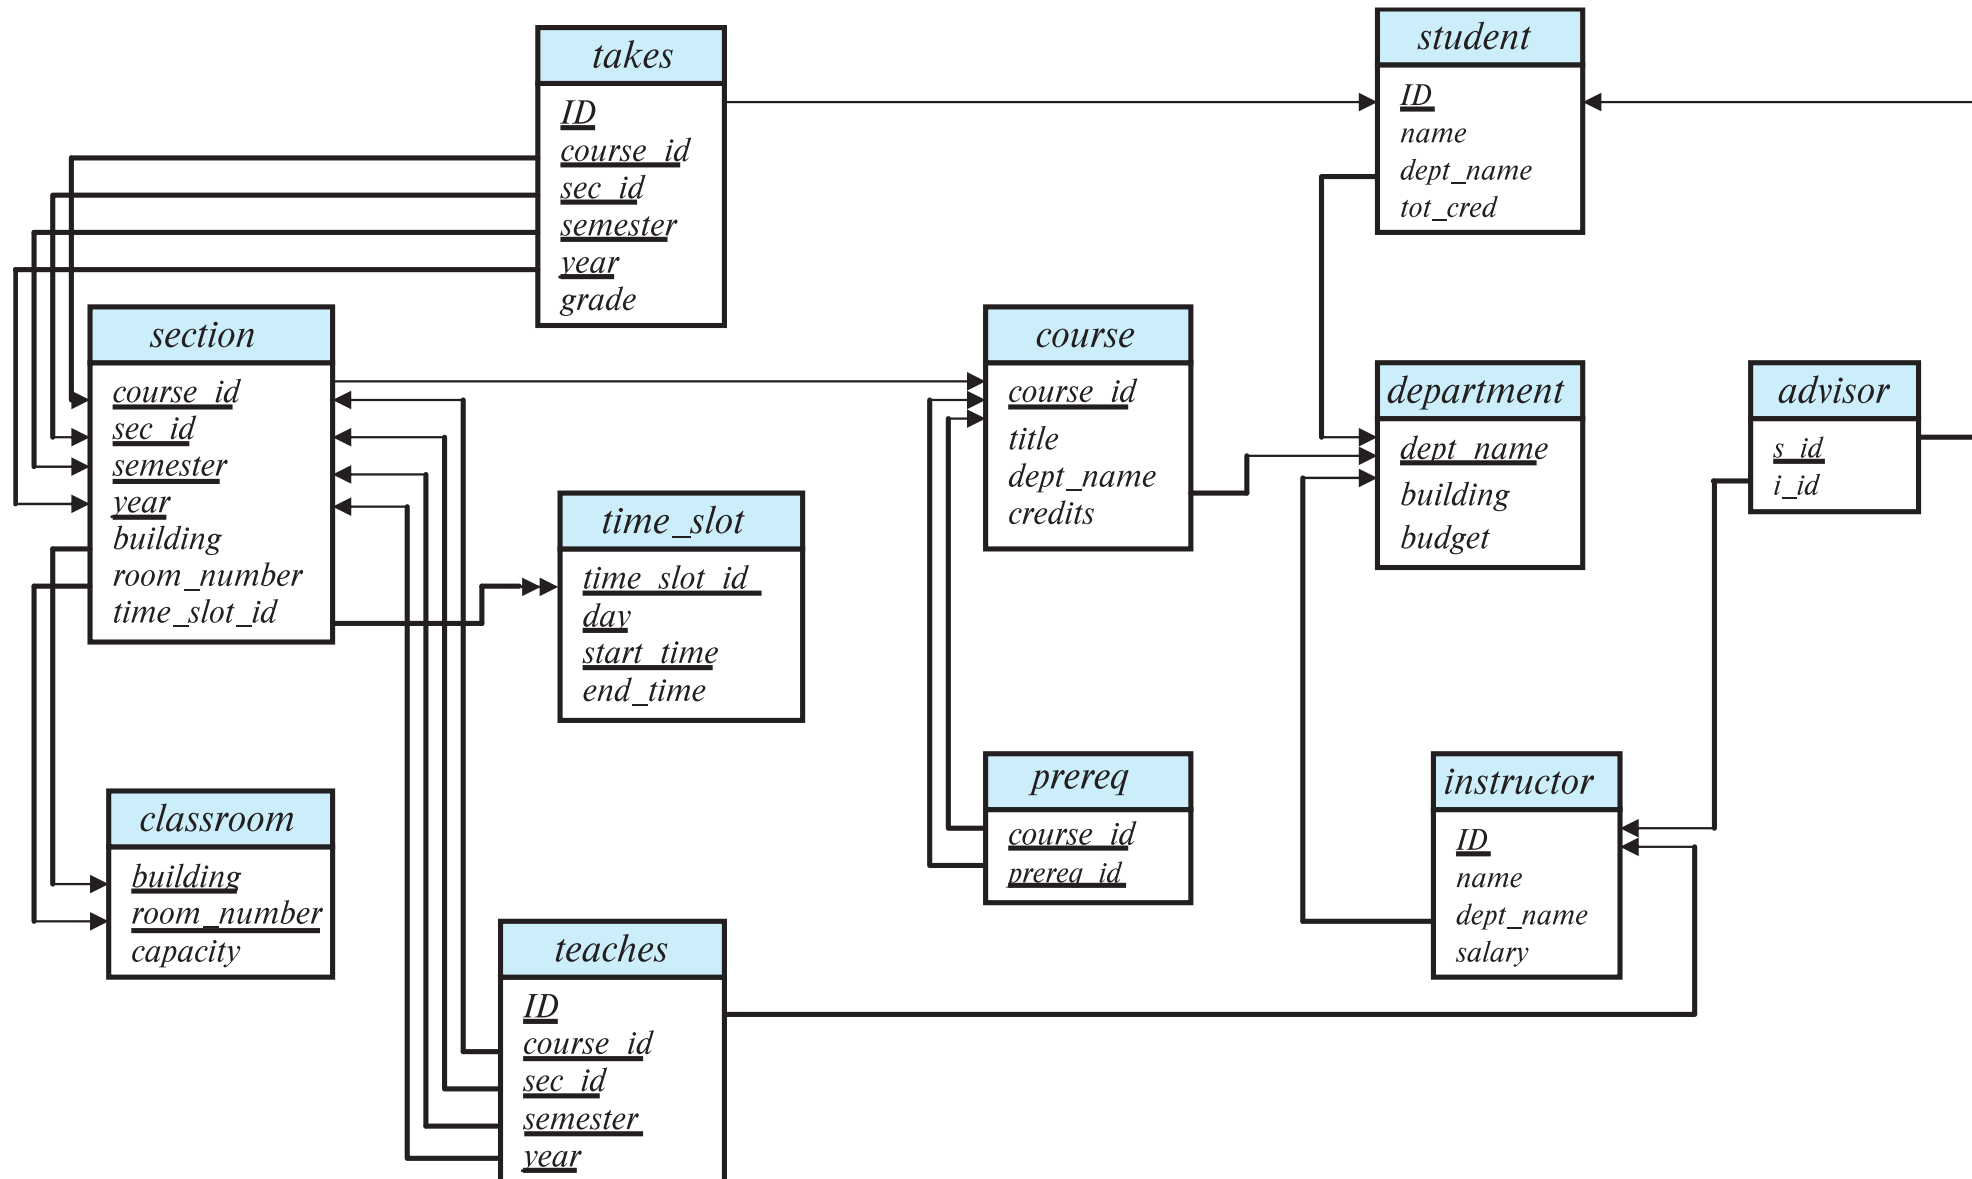 takes
ID
course_id
sec_id
semester
year
grade
student
ID
name
dept_name
tot_cred
section
course_id
sec_id
semester
year
building
room_number
time_slot_id
course
course_id
title
dept_name
credits
department
dept_name
building
budget
advisor
s_id
i_id
time_slot
time_slot_id
day
start_time
end_time
prereq
course_id
prereq_id
instructor
ID
name
dept_name
salary
classroom
building
room_number
capacity
teaches
ID
course_id
sec_id
semester
year